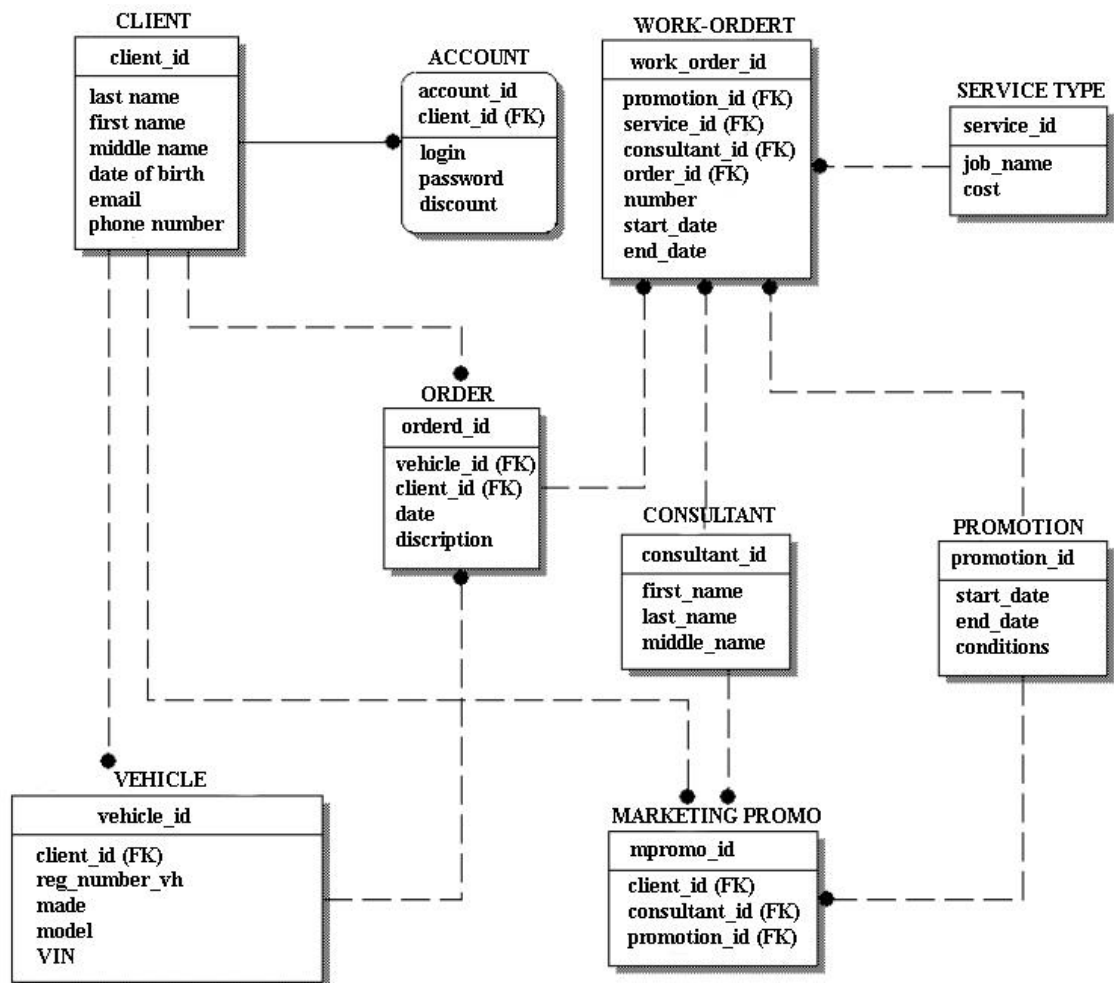 CLIENT
client_id
last name
first name
middle name
date of birth
email
phone number
ACCOUNT
account_id
client_id (FK)
login
password
discount
WORK-ORDERT
work_order_id
promotion_id (FK)
service_id (FK)
consultant_id (FK)
order_id (FK)
number
start_date
end_date
SERVICE TYPE
service_id
job_name
cost
ORDER
orderd_id
vehicle_id (FK)
client_id (FK)
date
discription
CONSULTANT
consultant_id
first_name
last_name
middle_name
PROMOTION
promotion_id
start_date
end_date
conditions
VEHICLE
vehicle_id
client_id (FK)
reg_number_vh
made
model
VIN
MARKETING PROMO
mpromo_id
client_id (FK)
consultant_id (FK)
promotion_id (FK)